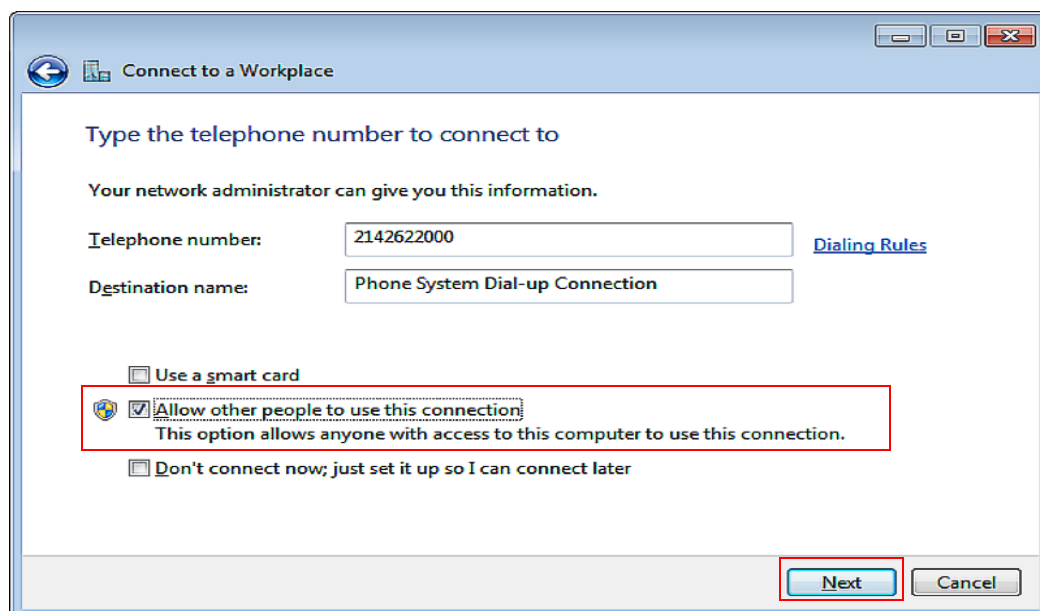 Connect to a Workplace
Type the telephone number to connect to
Your network administrator can give you this information.
Telephone number: 2142622000 Dialing Rules
Destination name: Phone System Dial-up Connection
Use a smart card
Allow other people to use this connection
This option allows anyone with access to this computer to use this connection.
Don't connect now; just set it up so I can connect later
Next Cancel